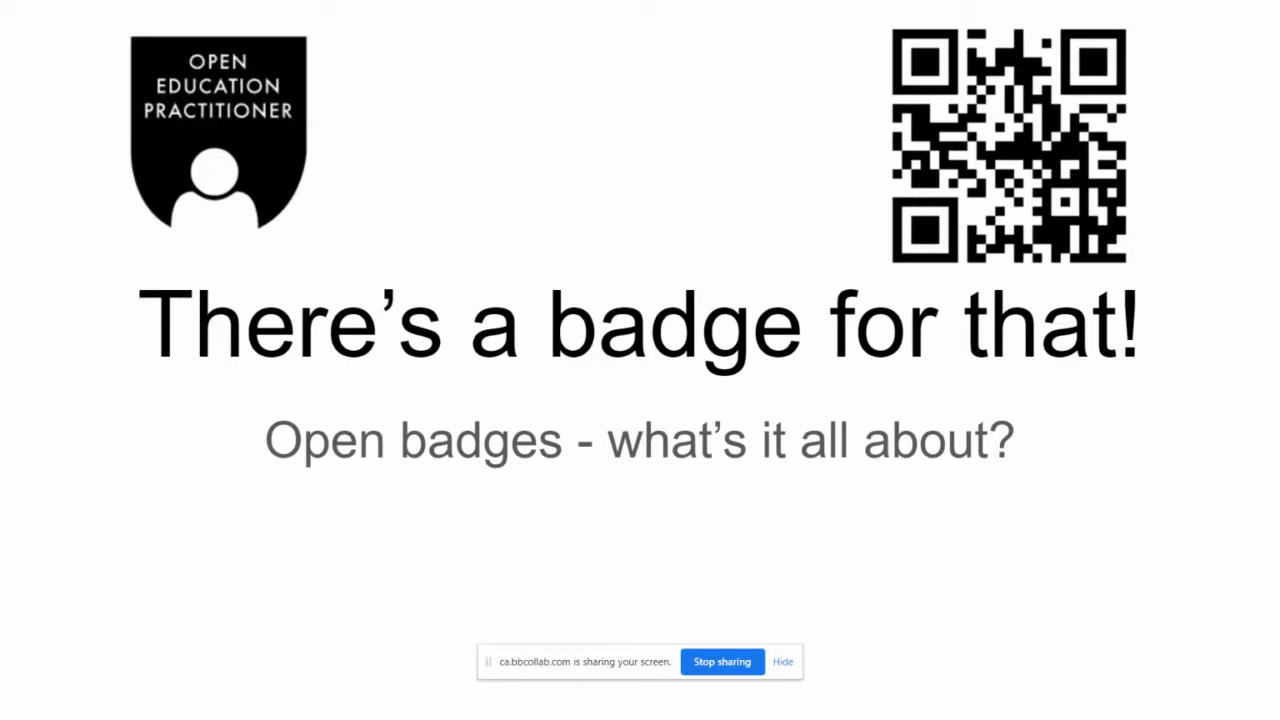 OPEN
EDUCATION
PRACTITIONER
There’s a badge for that!
Open badges - what’s it all about?
ca.bbcollab.com is sharing your screen.
Stop sharing
Hide